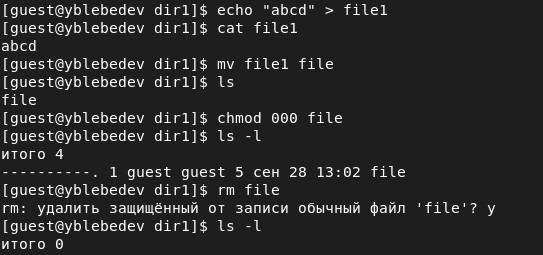 [guest@yblebedev dir1]$ echo "abcd" > file1
[guest@yblebedev dir1]$ cat file1
abcd
[guest@yblebedev dir1]$ mv file1 file
[guest@yblebedev dir1]$ ls
file
[guest@yblebedev dir1]$ chmod 000 file
[guest@yblebedev dir1]$ ls -l
итого 4
----------. 1 guest guest 5 сен 28 13:02 file
[guest@yblebedev dir1]$ rm file
rm: удалить защищённый от записи обычный файл 'file'? y
[guest@yblebedev dir1]$ ls -l
итого 0